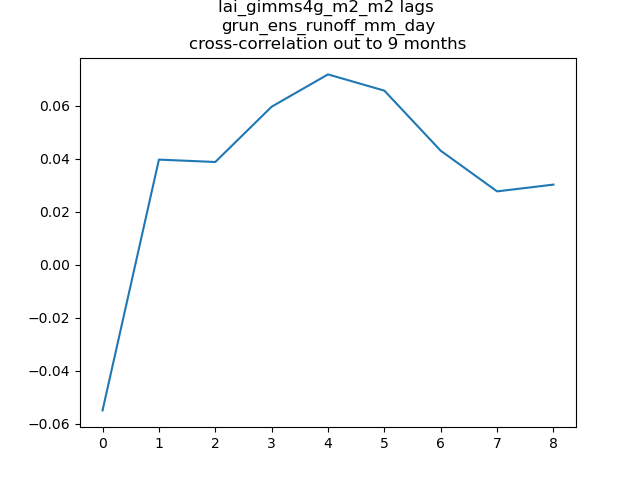 lai_gimms4g_m2_m2 lags
grun_ens_runoff_mm_day
cross-correlation out to 9 months
0.06
0.04
0.02
0.00
−0.02
−0.04
−0.06
0 1 2 3 4 5 6 7 8